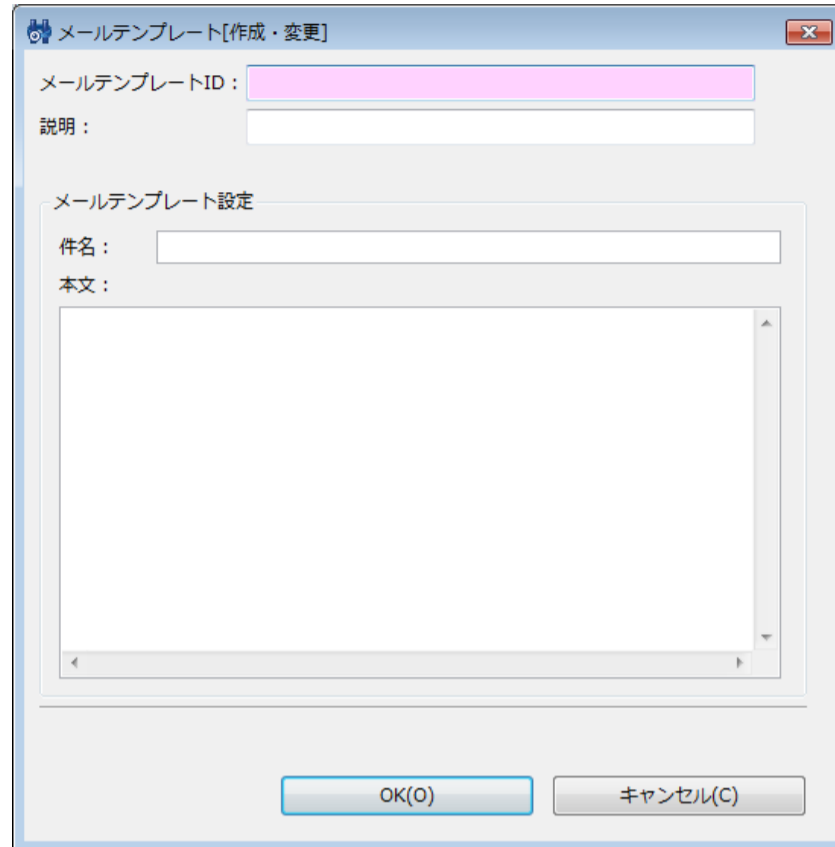 メールテンプレート[作成・変更]
メールテンプレートID：
説明：
メールテンプレート設定
件名：
本文：
OK(O) キャンセル(C)